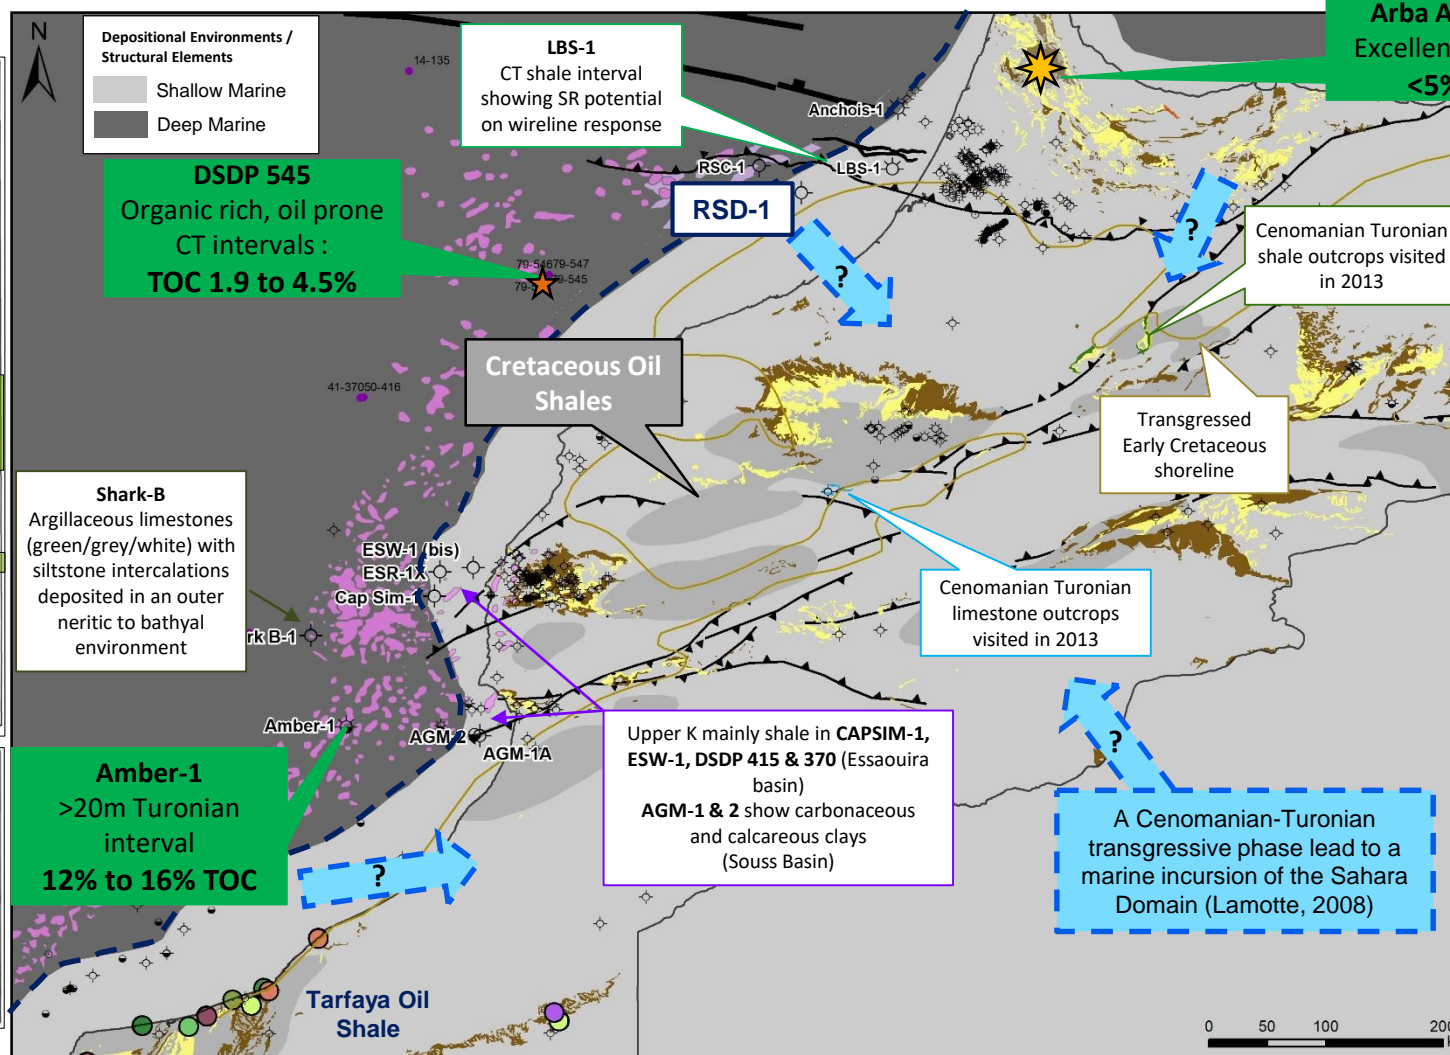 N
Depositional Environments /
Structural Elements
Shallow Marine
Deep Marine
14-135
LBS-1
CT shale interval
showing SR potential
on wireline response
Arba A
Excellen
<5%
Anchois-1
RSC-1
LBS-1
DSDP 545
Organic rich, oil prone
CT intervals :
TOC 1.9 to 4.5%
RSD-1
?
?
Cenomanian Turonian
shale outcrops visited
in 2013
79-54679-547
79-545
Cretaceous Oil
Shales
41-37050-416
Transgressed
Early Cretaceous
shoreline
Shark-B
Argillaceous limestones
(green/grey/white) with
siltstone intercalations
deposited in an outer
neritic to bathyal
environment
ESW-1 (bis)
ESR-1X
Cap Sim-1
rk B-1
Cenomanian Turonian
limestone outcrops
visited in 2013
Amber-1
AGM-2
AGM-1A
Upper K mainly shale in CAPSIM-1,
ESW-1, DSDP 415 & 370 (Essaouira
basin)
AGM-1 & 2 show carbonaceous
and calcareous clays
(Souss Basin)
?
Amber-1
>20m Turonian
interval
12% to 16% TOC
?
A Cenomanian-Turonian
transgressive phase lead to a
marine incursion of the Sahara
Domain (Lamotte, 2008)
Tarfaya Oil
Shale
0 50 100 200